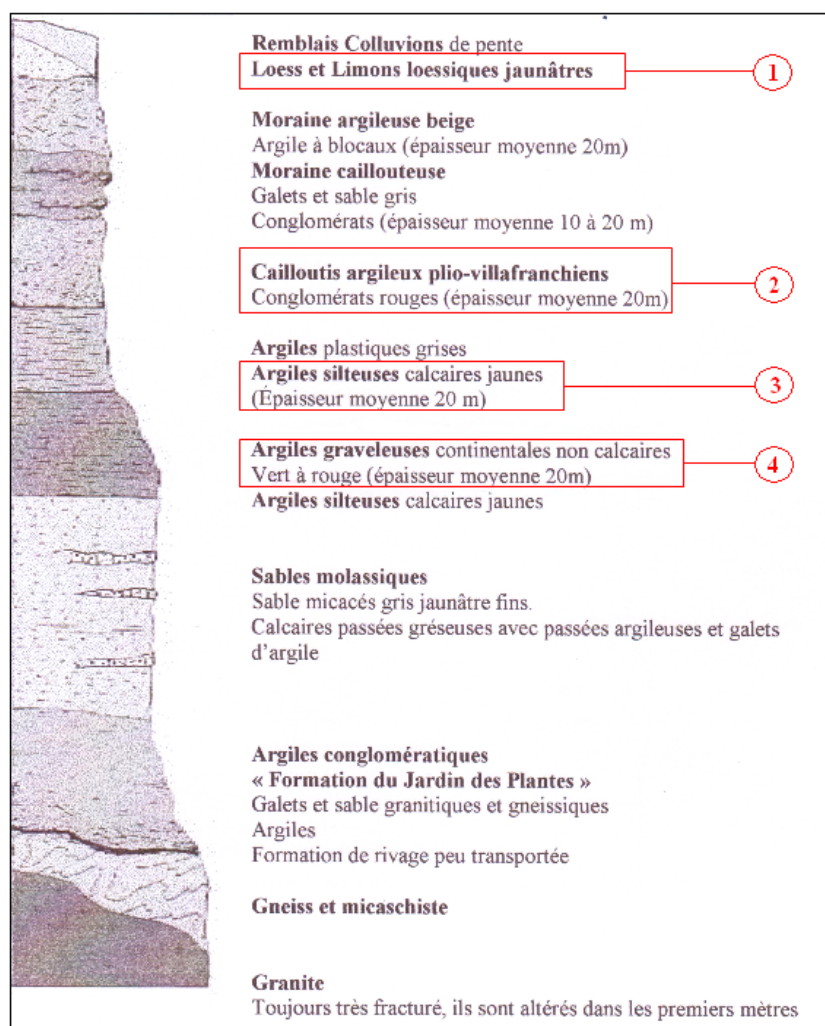 Remblais Colluvions de pente
Loess et Limons loessiques jaunâtres
1
Moraine argileuse beige
Argile à blocaux (épaisseur moyenne 20m)
Moraine caillouteuse
Galets et sable gris
Conglomérats (épaisseur moyenne 10 à 20 m)
Cailloutis argileux plio-villafranchiens
Conglomérats rouges (épaisseur moyenne 20m)
2
Argiles plastiques grises
Argiles silteuses calcaires jaunes
(Épaisseur moyenne 20 m)
3
Argiles graveleuses continentales non calcaires
Vert à rouge (épaisseur moyenne 20m)
4
Argiles silteuses calcaires jaunes
Sables molassiques
Sable micacés gris jaunâtre fins.
Calcaires passées gréseuses avec passées argileuses et galets
d'argile
Argiles conglomératiques
« Formation du Jardin des Plantes »
Galets et sable granitiques et gneissiques
Argiles
Formation de rivage peu transportée
Gneiss et micaschiste
Granite
Toujours très fracturé, ils sont altérés dans les premiers mètres